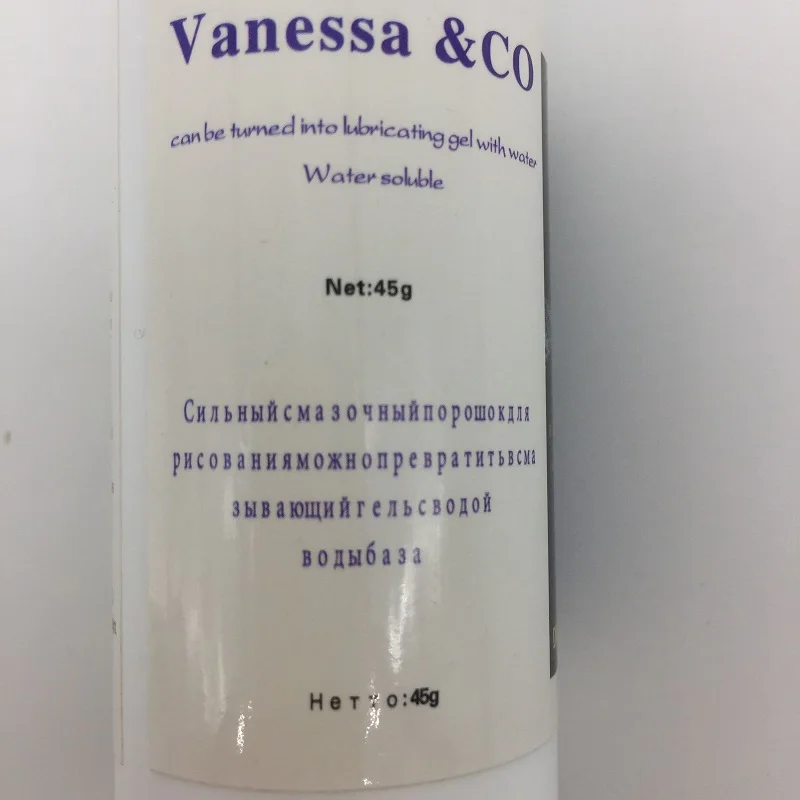 Vanessa &CO
can be turned into lubricating gel with water
Water soluble
Net:45g
Сильныйсмазочныйпорошокдля
рисованияможнопревратитьвсма
зывающийгельсводой
водыбаза
Нетто:45g